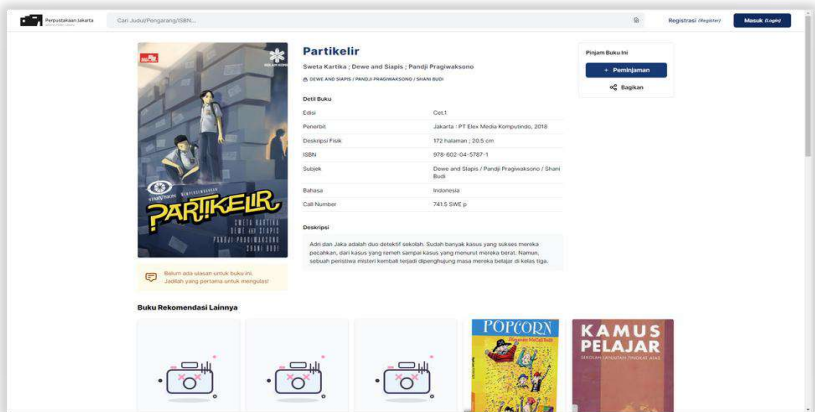 Perpustakaan Jakarta
Cari Judul/Pengarang/ISBN...
Registrasi (Register)
Masuk (Login)
Partikelir
Sweta Kartika ; Dewe and Siapis ; Pandji Pragiwaksono
DEWE AND SIAPIS / PANDJI PRAGIWAKSONO / SHANI BUDI
Detil Buku
Edisi Cet.1
Penerbit Jakarta : PT Elex Media Komputindo, 2018
Deskripsi Fisik 172 halaman ; 20.5 cm
ISBN 978-602-04-5787-1
Subjek Dewe and Siapis / Pandji Pragiwaksono / Shani
Budi
Bahasa Indonesia
Call Number 741.5 SWE p
Deskripsi
Adri dan Jaka adalah duo detektif sekolah. Sudah banyak kasus yang sukses mereka
pecahkan, dari kasus yang remeh sampai kasus yang menurut mereka berat. Namun,
sebuah peristiwa misteri kembali terjadi dipenghujung masa mereka belajar di kelas tiga.
Pinjam Buku Ini
+ Peminjaman
Bagikan
PARTIKELIR
SWETA KARTIKA
DEWE AND SIAPIS
PANDJI PRAGIWAKSONO
SHANI BUDI
Belum ada ulasan untuk buku ini.
Jadilah yang pertama untuk mengulas!
Buku Rekomendasi Lainnya
POPCORN
KAMUS
PELAJAR